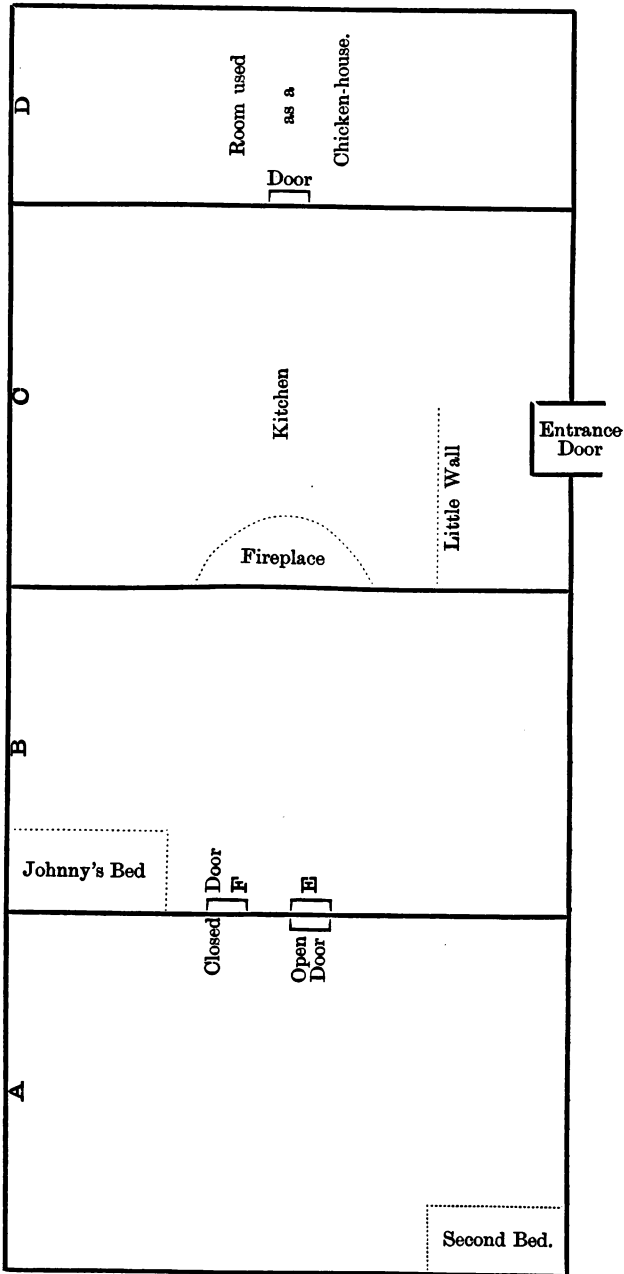 D
Room used
as a
Chicken-house.
Door
C
Kitchen
Entrance
Door
Little Wall
Fireplace
B
Johnny's Bed
Closed Door
F
E
Open
Door
A
Second Bed.